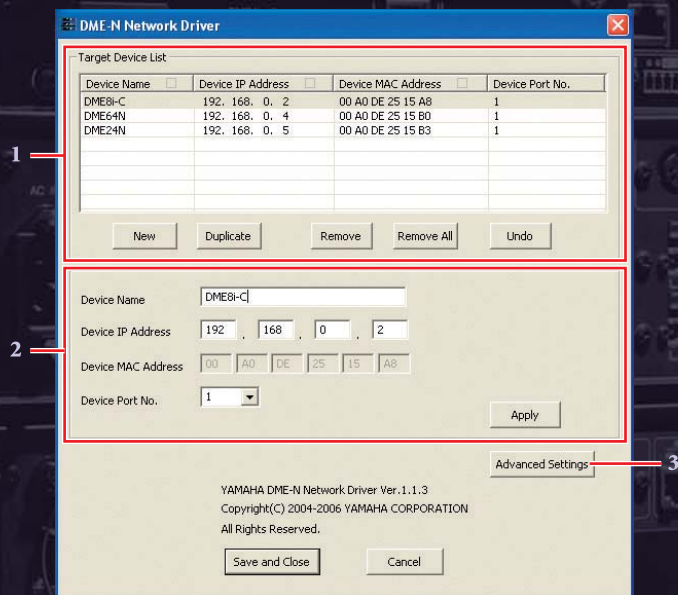 DME-N Network Driver
Target Device List
Device Name Device IP Address Device MAC Address Device Port No.
DME8i-C 192. 168. 0. 2 00 A0 DE 25 15 A8 1
DME64N 192. 168. 0. 4 00 A0 DE 25 15 B0 1
DME24N 192. 168. 0. 5 00 A0 DE 25 15 B3 1
1
New Duplicate Remove Remove All Undo
Device Name DME8i-C
Device IP Address 192 . 168 . 0 . 2
2
Device MAC Address 00 A0 DE 25 15 A8
Device Port No. 1
Apply
Advanced Settings 3
YAMAHA DME-N Network Driver Ver.1.1.3
Copyright(C) 2004-2006 YAMAHA CORPORATION
All Rights Reserved.
Save and Close Cancel